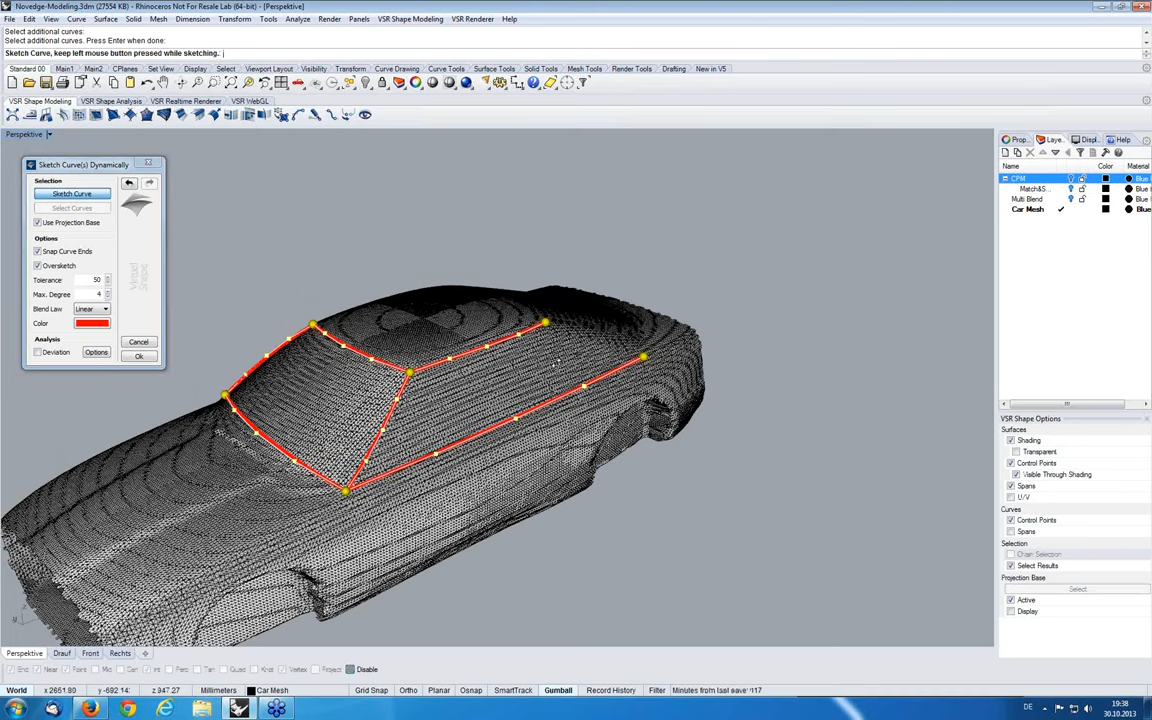 Novedge-Modeling.3dm (27554 KB) - Rhinoceros Not For Resale Lab (64-bit) - [Perspektive]
File Edit View Curve Surface Solid Mesh Dimension Transform Tools Analyze Render Panels VSR Shape Modeling VSR Renderer Help
Select additional curves:
Select additional curves. Press Enter when done:
Sketch Curve, keep left mouse button pressed while sketching.:
Standard 00 Main1 Main2 CPlanes Set View Display Select Viewport Layout Visibility Transform Curve Drawing Curve Tools Surface Tools Solid Tools Mesh Tools Render Tools Drafting New in V5
VSR Shape Modeling VSR Shape Analysis VSR Realtime Renderer VSR WebGL
Perspektive
Prop... Laye... Displ... Help
Name Color Material
CPM Blue
Match&S... Blue
Multi Blend Blue
Car Mesh Blue
Sketch Curve(s) Dynamically
Selection
Sketch Curve
Select Curves
Use Projection Base
Options
Snap Curve Ends
Oversketch
Tolerance: 50
Max. Degree 4
Blend Law Linear
Color
Analysis
Deviation Options
Virtual Shape
Cancel
Ok
VSR Shape Options
Surfaces
Shading
Transparent
Control Points
Visible Through Shading
Spans
U/V
Curves
Control Points
Spans
Selection
Chain Selection
Select Results
Projection Base
Select
Active
Display
Perspektive Drauf Front Rechts
End Near Point Mid Cen Int Perp Tan Quad Knot Vertex Project Disable
World x 2651.80 y -692.14 z 947.27 Millimeters Car Mesh Grid Snap Ortho Planar Osnap SmartTrack Gumball Record History Filter Minutes from last save: 17
DE 19:38
30.10.2013